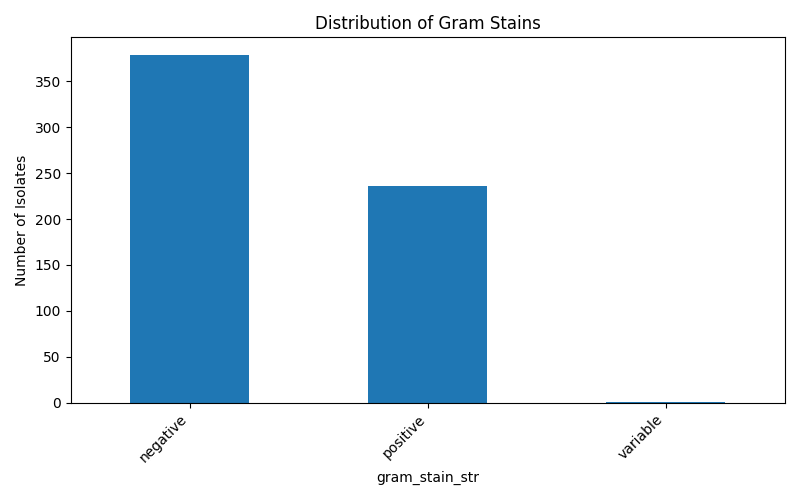 Distribution of Gram Stains
Number of Isolates
350
300
250
200
150
100
50
0
negative
positive
variable
gram_stain_str